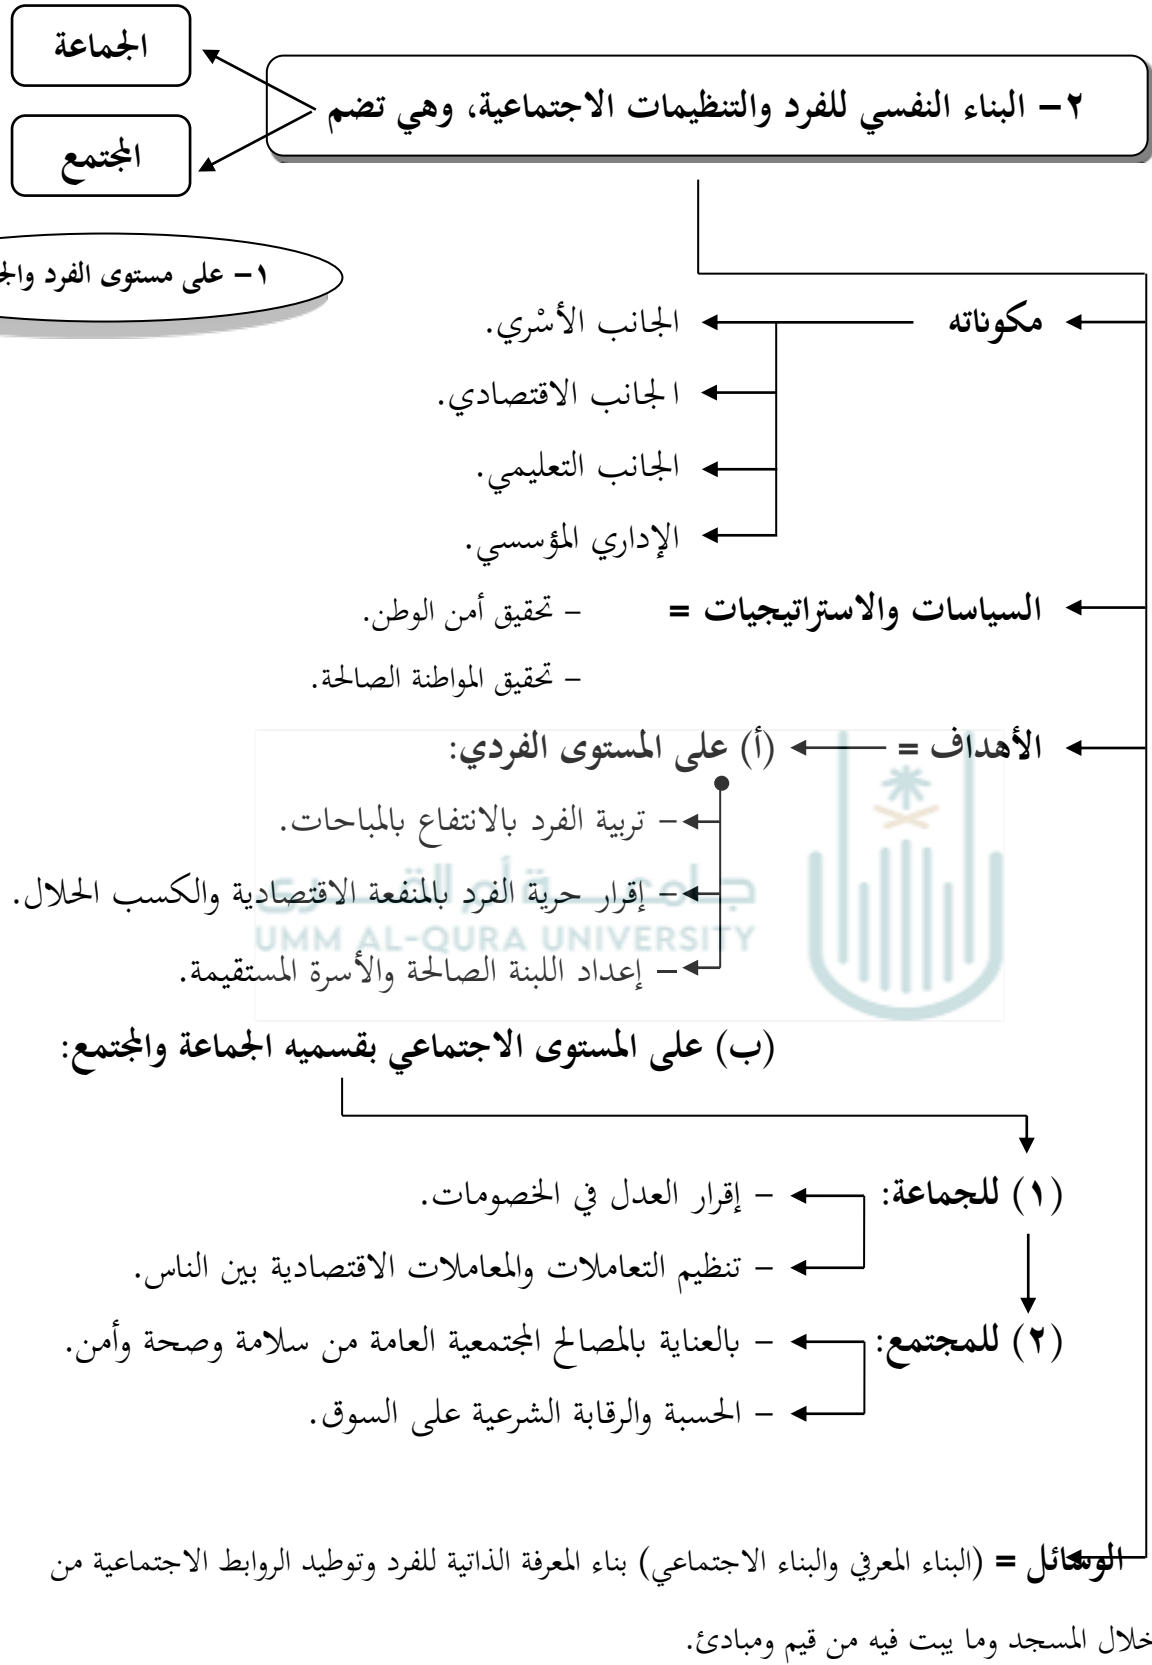 الجماعة
٢- البناء النفسي للفرد والتنظيمات الاجتماعية، وهي تضم
المجتمع
١- على مستوى الفرد
مكوناته
الجانب الأسْري.
الجانب الاقتصادي.
الجانب التعليمي.
الإداري المؤسسي.
السياسات والاستراتيجيات = – تحقيق أمن الوطن.
– تحقيق المواطنة الصالحة.
الأهداف = (أ) على المستوى الفردي:
– تربية الفرد بالانتفاع بالمباحات.
– إقرار حرية الفرد بالمنفعة الاقتصادية والكسب الحلال.
– إعداد اللبنة الصالحة والأسرة المستقيمة.
جامعة أم القرى
UMM AL-QURA UNIVERSITY
(ب) على المستوى الاجتماعي بقسميه الجماعة والمجتمع:
(١) للجماعة: – إقرار العدل في الخصومات.
– تنظيم التعاملات والمعاملات الاقتصادية بين الناس.
(٢) للمجتمع: – بالعناية بالمصالح المجتمعية العامة من سلامة وصحة وأمن.
– الحسبة والرقابة الشرعية على السوق.
الوسائل = (البناء المعرفي والبناء الاجتماعي) بناء المعرفة الذاتية للفرد وتوطيد الروابط الاجتماعية من
خلال المسجد وما يبت فيه من قيم ومبادئ.